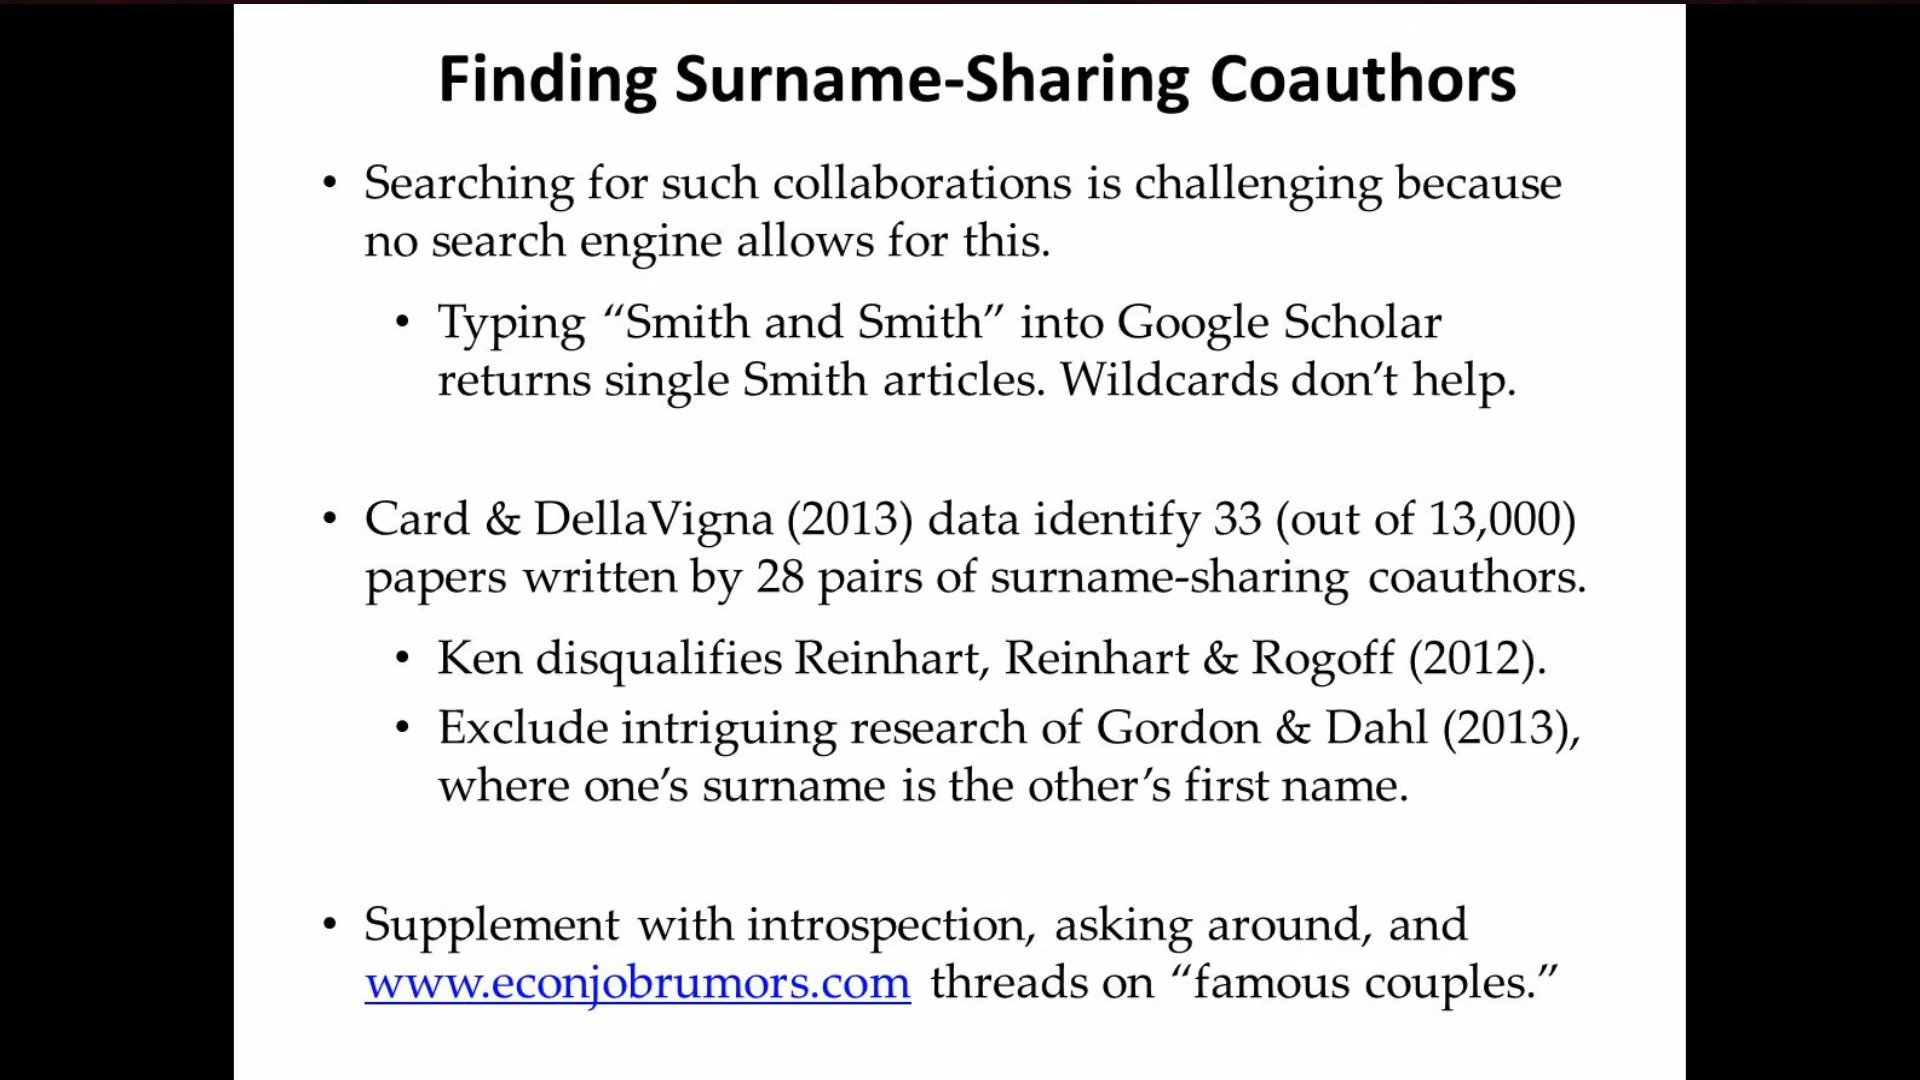 Finding Surname-Sharing Coauthors
• Searching for such collaborations is challenging because
no search engine allows for this.
• Typing “Smith and Smith” into Google Scholar
returns single Smith articles. Wildcards don’t help.
• Card & DellaVigna (2013) data identify 33 (out of 13,000)
papers written by 28 pairs of surname-sharing coauthors.
• Ken disqualifies Reinhart, Reinhart & Rogoff (2012).
• Exclude intriguing research of Gordon & Dahl (2013),
where one’s surname is the other’s first name.
• Supplement with introspection, asking around, and
www.econjobrumors.com threads on “famous couples.”